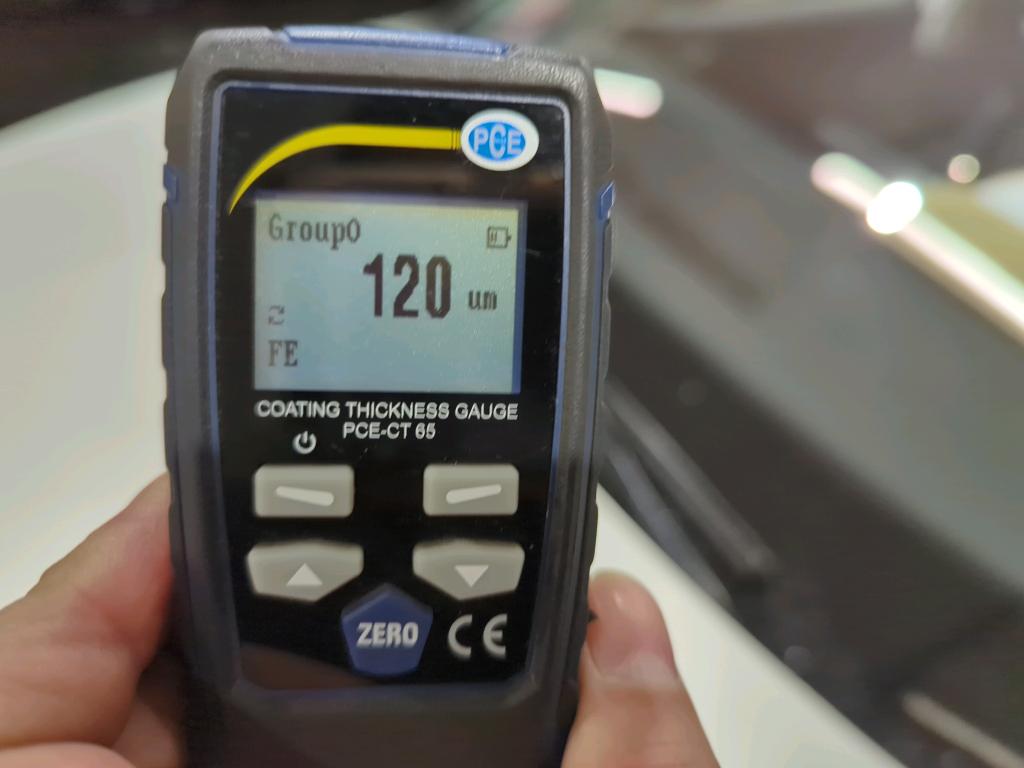 PCE
Group0
120 um
FE
COATING THICKNESS GAUGE
PCE-CT 65
ZERO
CE